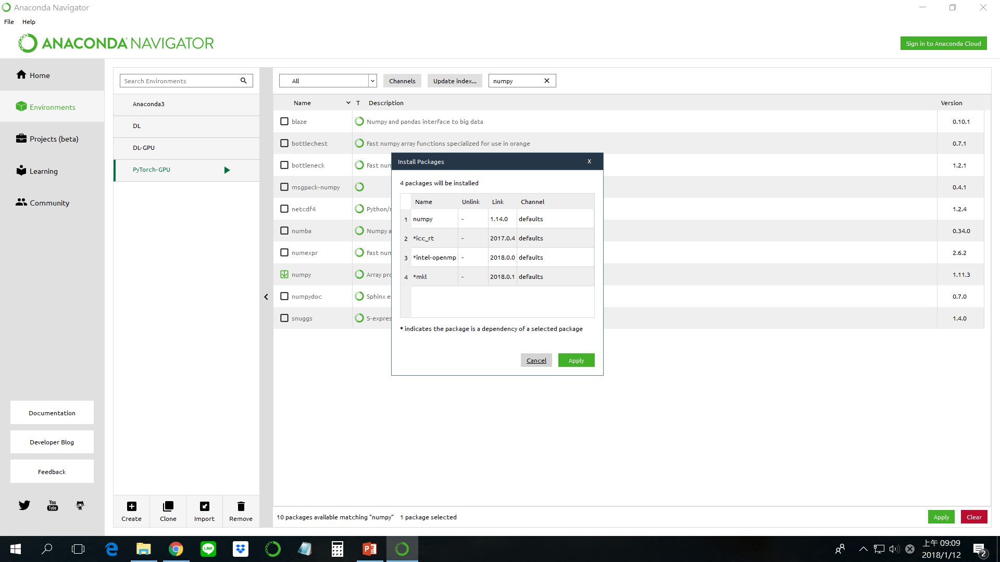 Anaconda Navigator
File Help
ANACONDA NAVIGATOR
Sign in to Anaconda Cloud
Home
Environments
Projects (beta)
Learning
Community
Documentation
Developer Blog
Feedback
You Tube
Search Environments
Anaconda3
DL
DL-GPU
PyTorch-GPU
Create Clone Import Remove
All Channels Update index... numpy
Name T Description Version
blaze Numpy and pandas interface to big data 0.10.1
bottlechest Fast numpy array functions specialized for use in orange 0.7.1
bottleneck Fast 1.2.1
msgpack-numpy 0.4.1
netcdf4 1.2.4
numba Numpy 0.34.0
numexpr Fast 2.6.2
numpy Array 1.11.3
numpydoc Sphinx 0.7.0
snuggs 1.4.0
Install Packages X
4 packages will be installed
Name Unlink Link Channel
1 numpy - 1.14.0 defaults
2 *icc_rt - 2017.0.4 defaults
3 *intel-openmp - 2018.0.0 defaults
4 *mkl - 2018.0.1 defaults
* indicates the package is a dependency of a selected package
Cancel Apply
10 packages available matching "numpy" 1 package selected
Apply Clear
LINE
上午 09:09
2018/1/12
2